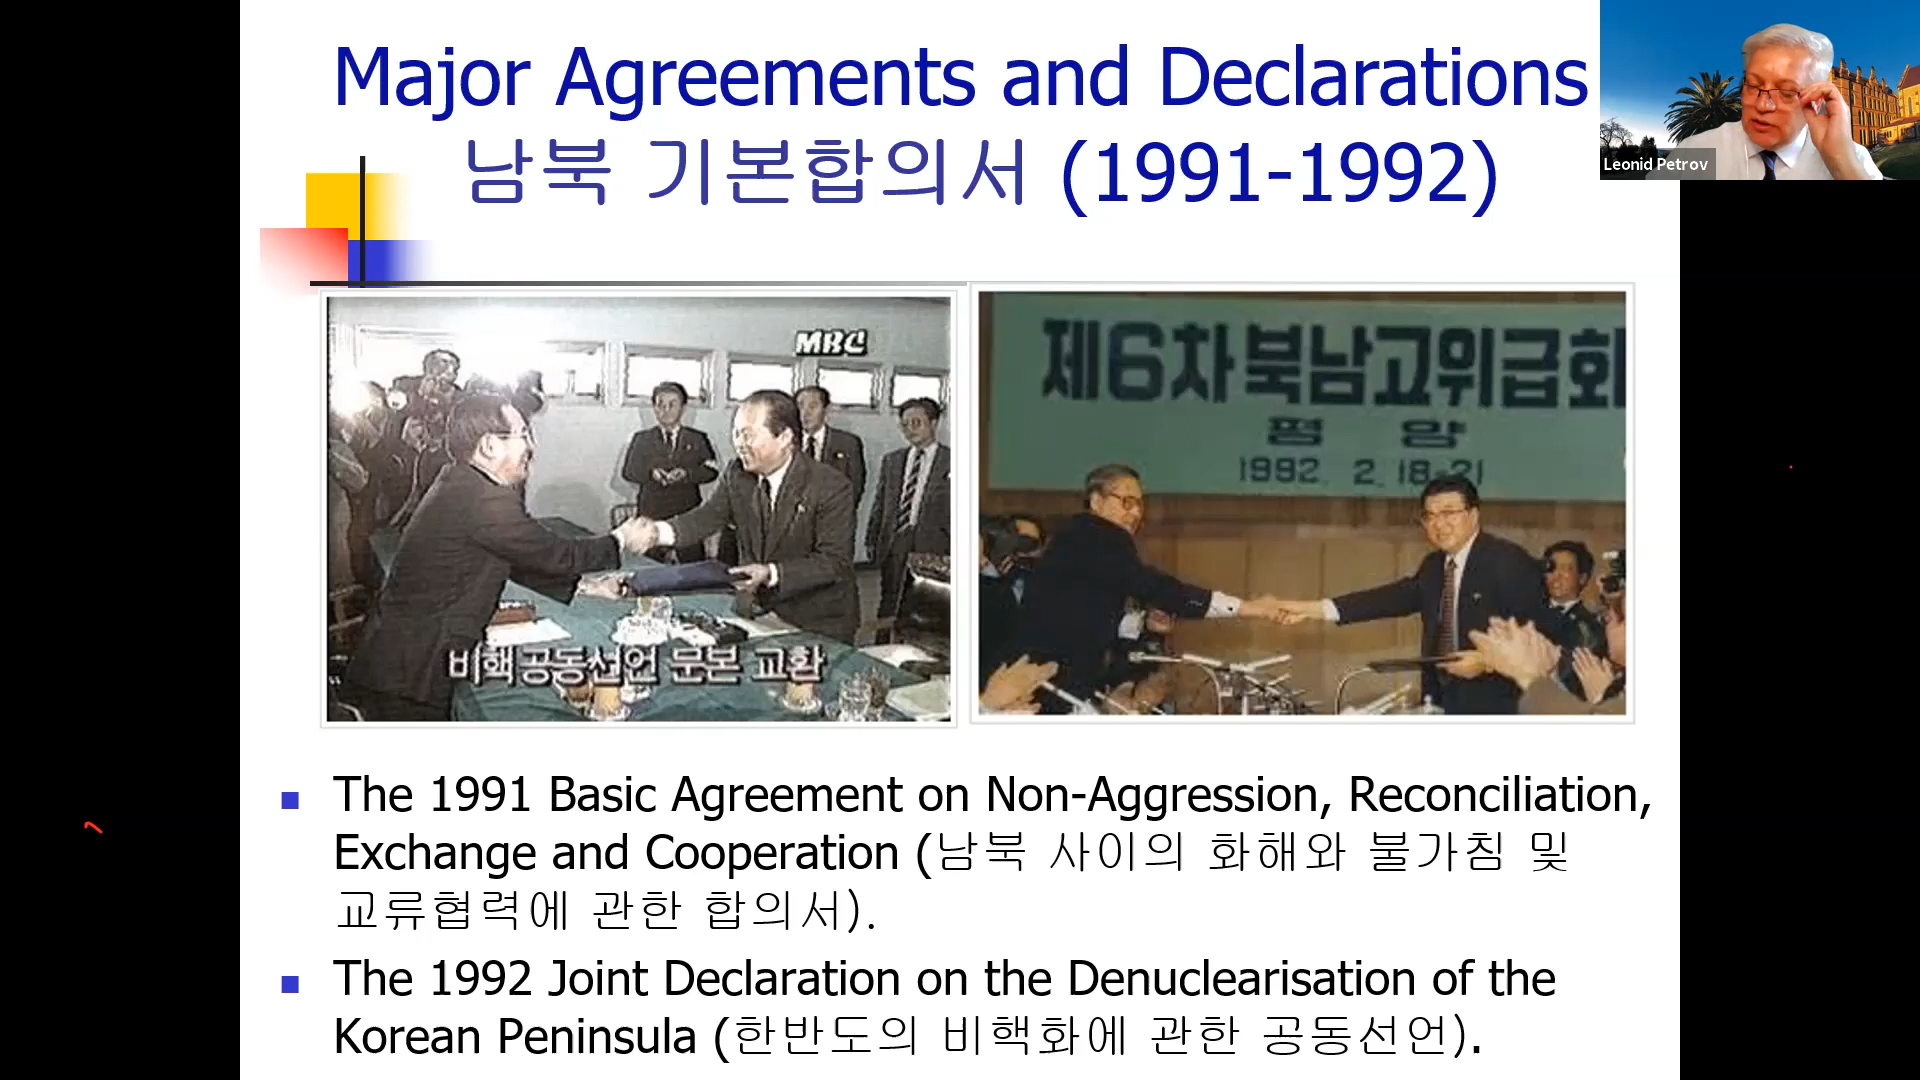 Major Agreements and Declarations
남북 기본합의서 (1991-1992)
Leonid Petrov
MBC
비핵공동선언 문본 교환
제6차북남고위급회
평 양
1992. 2. 18-21
The 1991 Basic Agreement on Non-Aggression, Reconciliation,
Exchange and Cooperation (남북 사이의 화해와 불가침 및
교류협력에 관한 합의서).
The 1992 Joint Declaration on the Denuclearisation of the
Korean Peninsula (한반도의 비핵화에 관한 공동선언).